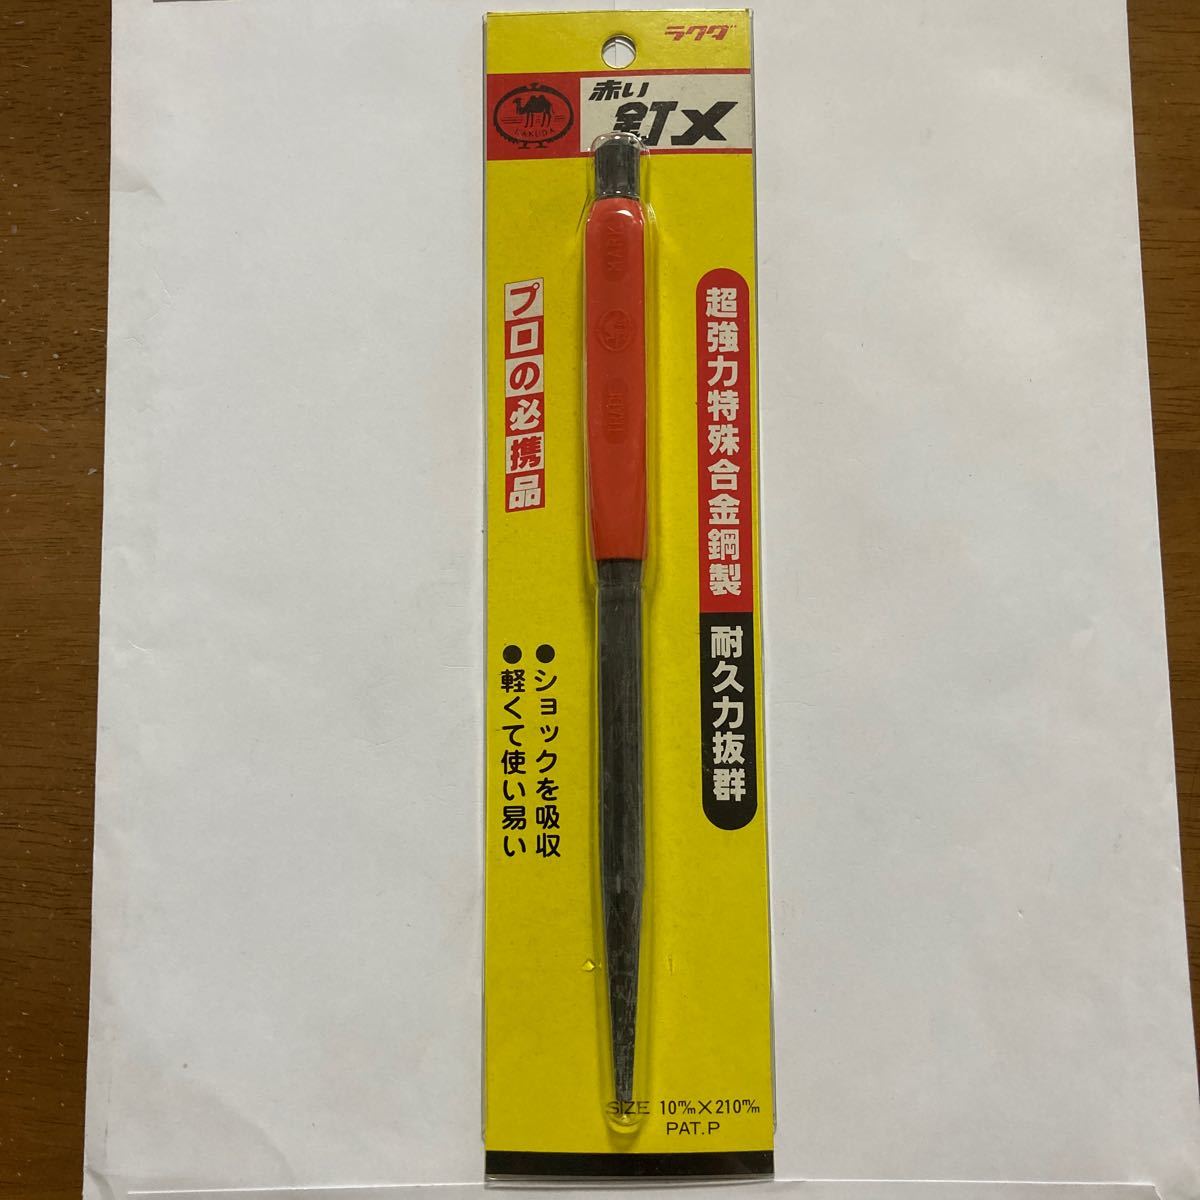 ラクダ
RAKUDA
赤い
釘〆
MARK
TRADE
プロの必携品
超強力特殊合金鋼製
耐久力抜群
●ショックを吸収
●軽くて使い易い
SIZE 10m/m×210m/m
PAT.P